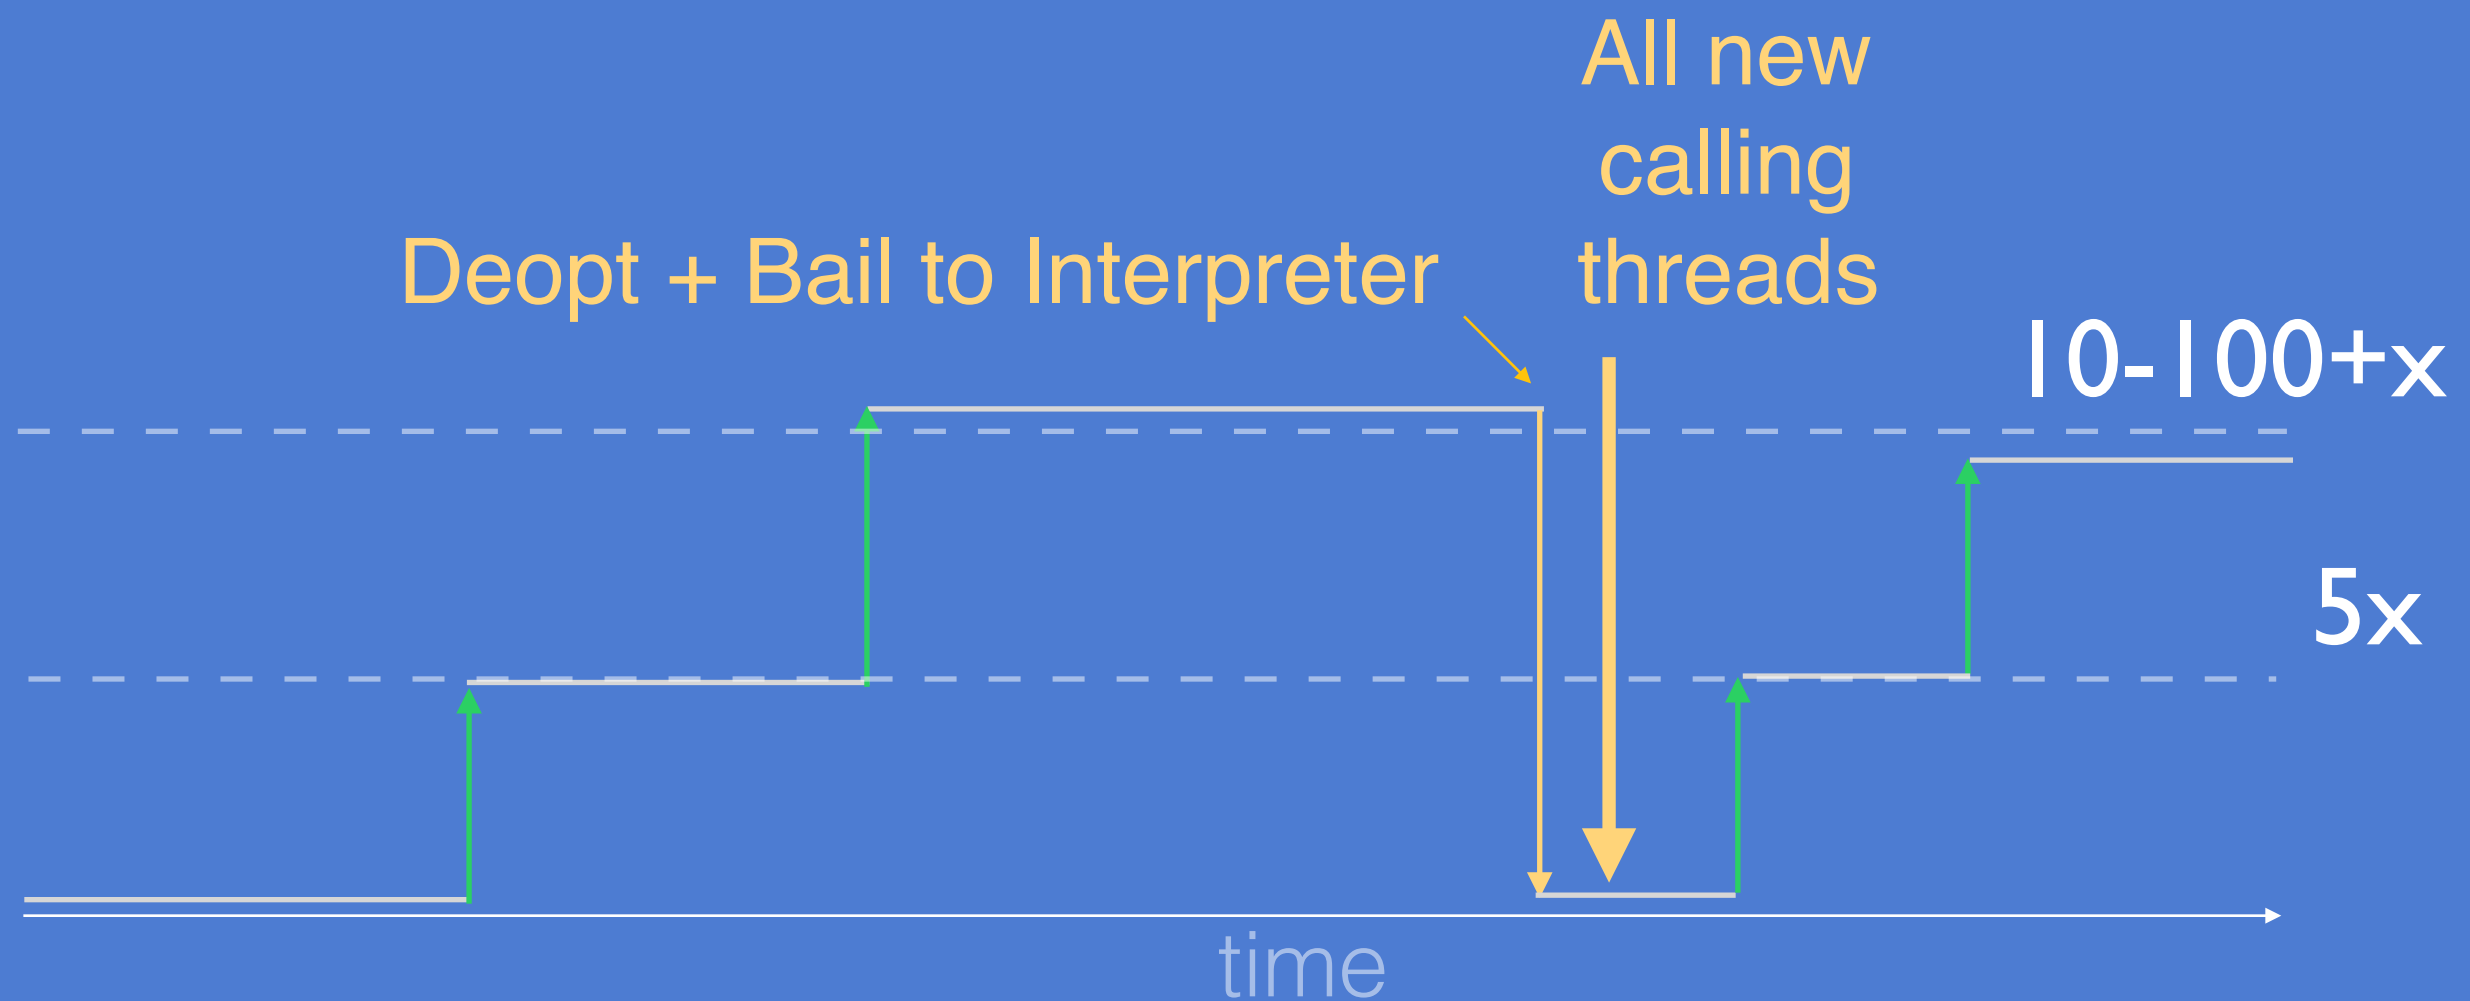 All new
calling
threads
Deopt + Bail to Interpreter
10-100+x
5x
time